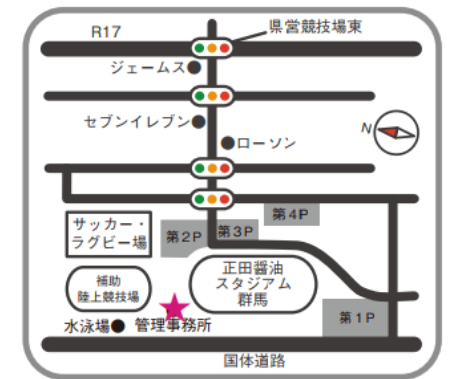 R17
県営競技場東
ジェームス
セブンイレブン
N
ローソン
サッカー・
ラグビー場
第2P
第3P
第4P
補助
陸上競技場
正田醤油
スタジアム
群馬
水泳場
管理事務所
第1P
国体道路